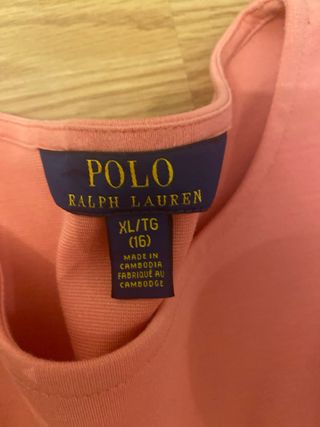 POLO
RALPH LAUREN
XL/TG
(16)
MADE IN
CAMBODIA
FABRIQUÉ AU
CAMBODGE